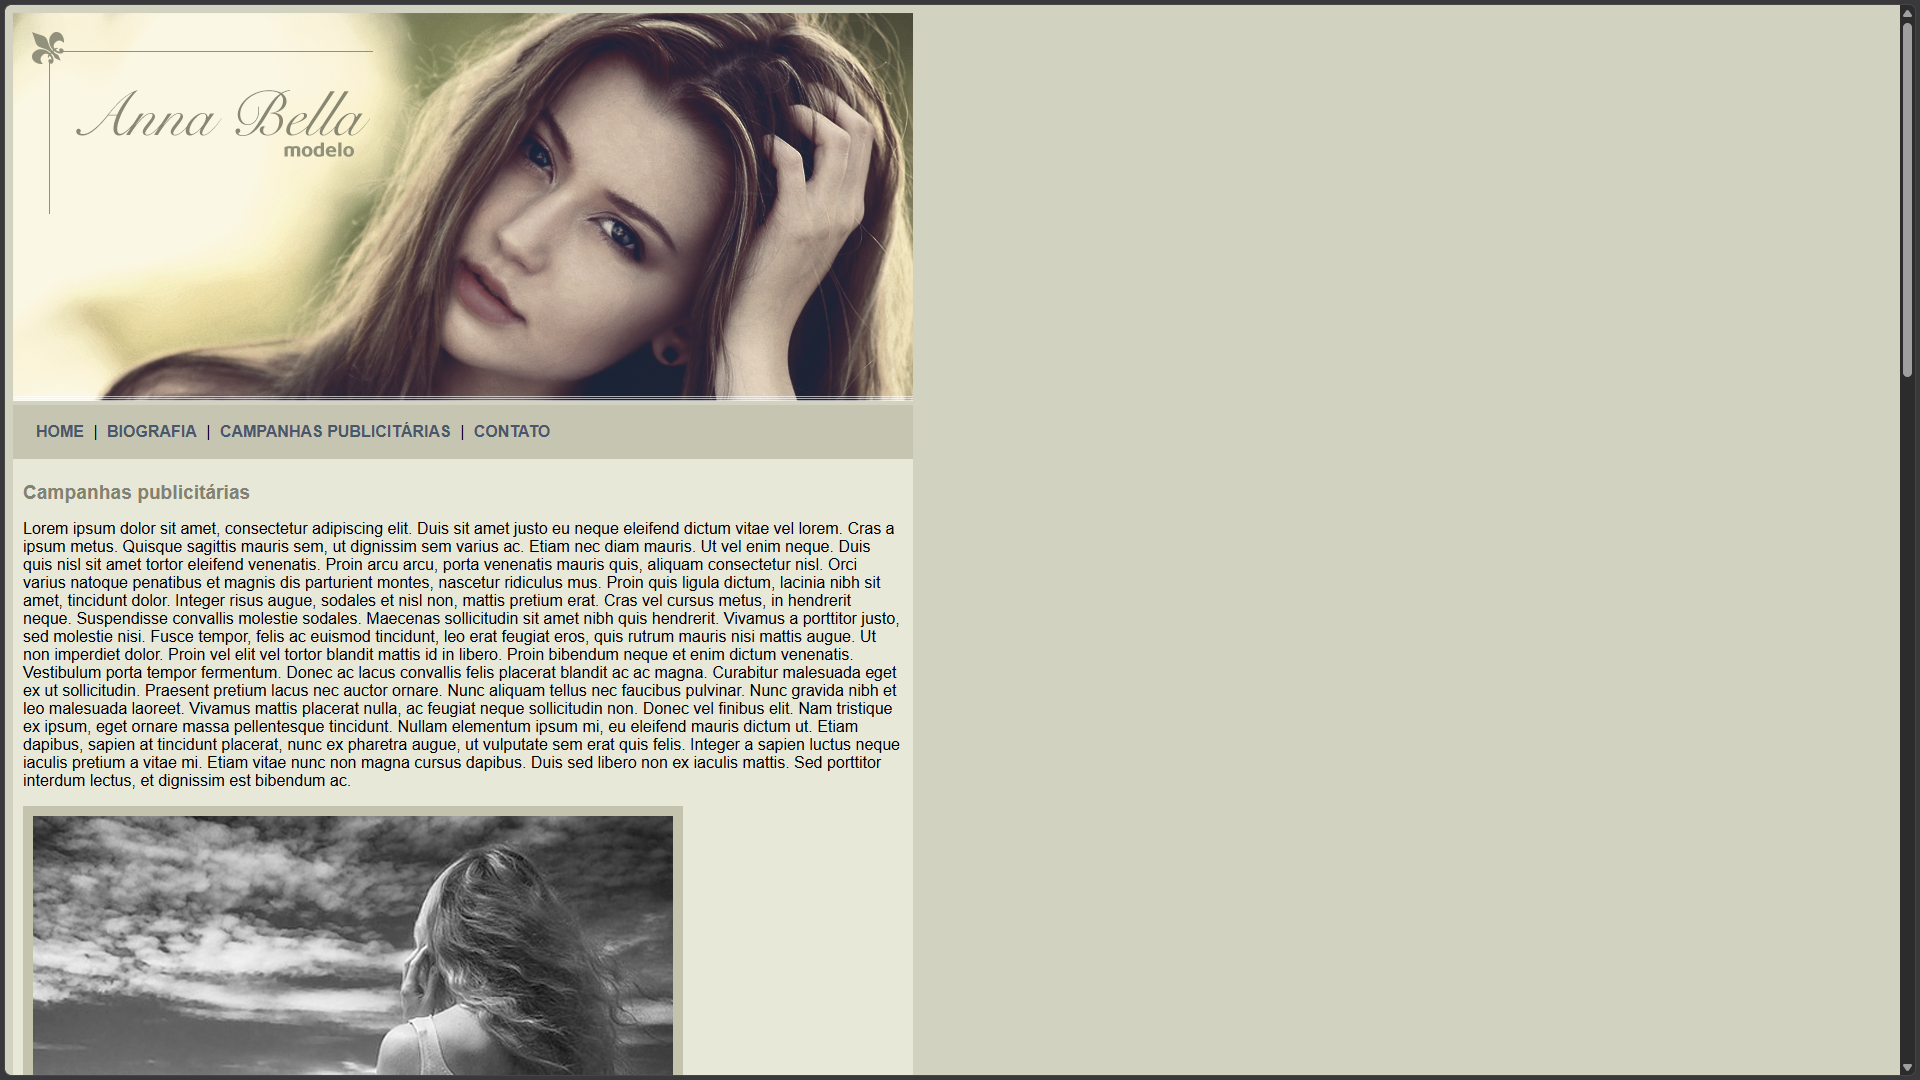 Anna Bella
modelo
HOME | BIOGRAFIA | CAMPANHAS PUBLICITÁRIAS | CONTATO
Campanhas publicitárias
Lorem ipsum dolor sit amet, consectetur adipiscing elit. Duis sit amet justo eu neque eleifend dictum vitae vel lorem. Cras a
ipsum metus. Quisque sagittis mauris sem, ut dignissim sem varius ac. Etiam nec diam mauris. Ut vel enim neque. Duis
quis nisl sit amet tortor eleifend venenatis. Proin arcu arcu, porta venenatis mauris quis, aliquam consectetur nisl. Orci
varius natoque penatibus et magnis dis parturient montes, nascetur ridiculus mus. Proin quis ligula dictum, lacinia nibh sit
amet, tincidunt dolor. Integer risus augue, sodales et nisl non, mattis pretium erat. Cras vel cursus metus, in hendrerit
neque. Suspendisse convallis molestie sodales. Maecenas sollicitudin sit amet nibh quis hendrerit. Vivamus a porttitor justo,
sed molestie nisi. Fusce tempor, felis ac euismod tincidunt, leo erat feugiat eros, quis rutrum mauris nisi mattis augue. Ut
non imperdiet dolor. Proin vel elit vel tortor blandit mattis id in libero. Proin bibendum neque et enim dictum venenatis.
Vestibulum porta tempor fermentum. Donec ac lacus convallis felis placerat blandit ac ac magna. Curabitur malesuada eget
ex ut sollicitudin. Praesent pretium lacus nec auctor ornare. Nunc aliquam tellus nec faucibus pulvinar. Nunc gravida nibh et
leo malesuada laoreet. Vivamus mattis placerat nulla, ac feugiat neque sollicitudin non. Donec vel finibus elit. Nam tristique
ex ipsum, eget ornare massa pellentesque tincidunt. Nullam elementum ipsum mi, eu eleifend mauris dictum ut. Etiam
dapibus, sapien at tincidunt placerat, nunc ex pharetra augue, ut vulputate sem erat quis felis. Integer a sapien luctus neque
iaculis pretium a vitae mi. Etiam vitae nunc non magna cursus dapibus. Duis sed libero non ex iaculis mattis. Sed porttitor
interdum lectus, et dignissim est bibendum ac.